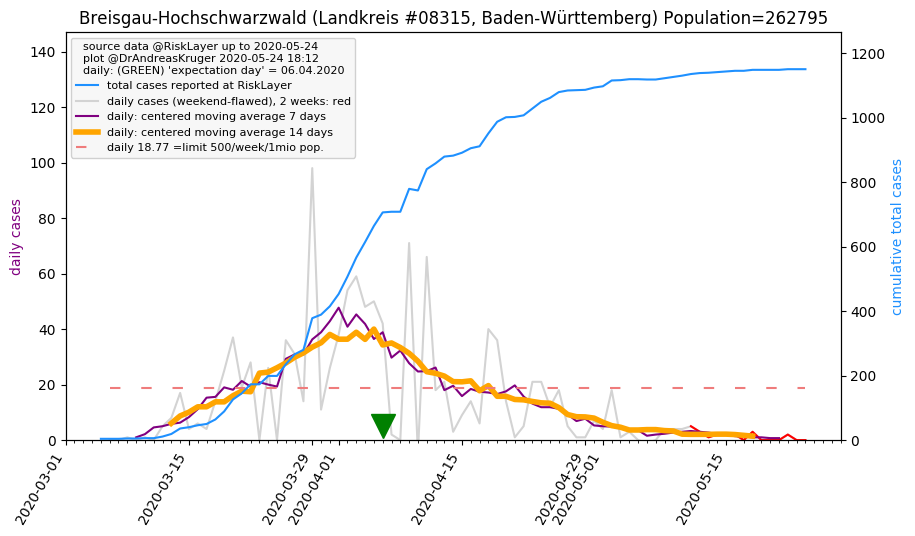 Breisgau-Hochschwarzwald (Landkreis #08315, Baden-Württemberg) Population=262795
source data @RiskLayer up to 2020-05-24
plot @DrAndreasKruger 2020-05-24 18:12
daily: (GREEN) 'expectation day' = 06.04.2020
total cases reported at RiskLayer
daily cases (weekend-flawed), 2 weeks: red
daily: centered moving average 7 days
daily: centered moving average 14 days
daily 18.77 =limit 500/week/1mio pop.
daily cases
140
120
100
80
60
40
20
0
1200
1000
800
600
400
200
0
cumulative total cases
2020-03-01
2020-03-15
2020-03-29
2020-04-01
2020-04-15
2020-04-29
2020-05-01
2020-05-15